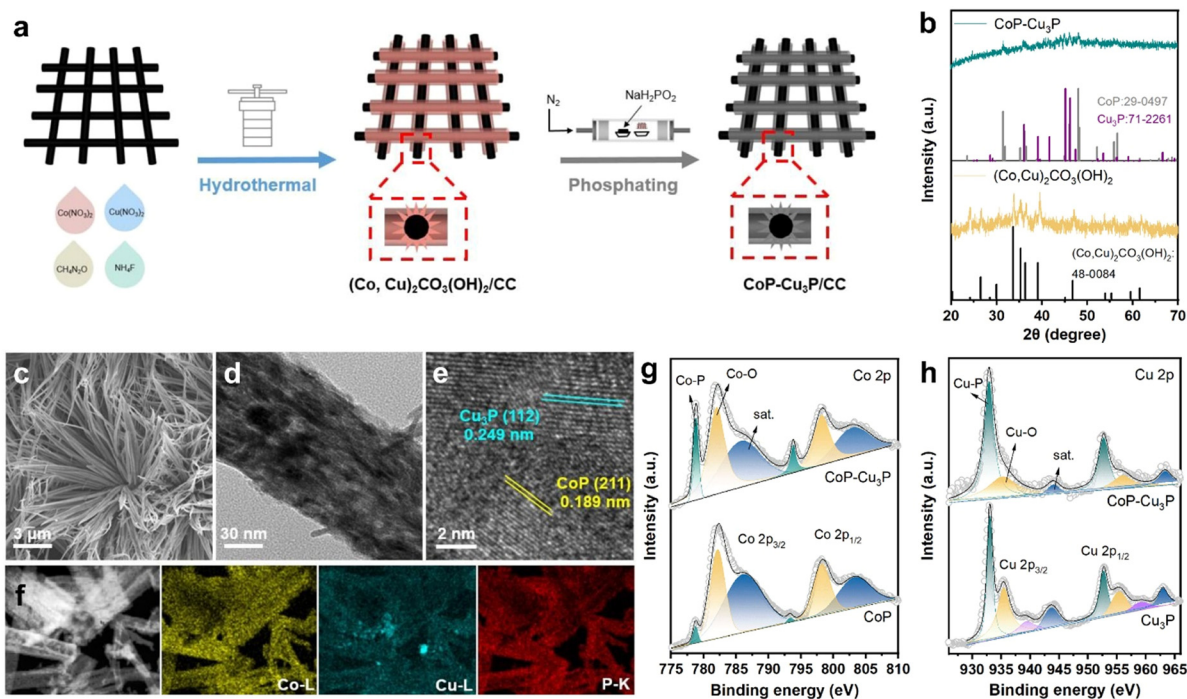 a
N₂
NaH₂PO₂
Hydrothermal
Phosphating
Co(NO₃)₂
Cu(NO₃)₂
CH₄N₂O
NH₄F
(Co, Cu)₂CO₃(OH)₂/CC
CoP-Cu₃P/CC
b
CoP-Cu₃P
CoP:29-0497
Cu₃P:71-2261
(Co,Cu)₂CO₃(OH)₂
(Co,Cu)₂CO₃(OH)₂:
48-0084
Intensity (a.u.)
20 30 40 50 60 70
2θ (degree)
c
3 μm
d
30 nm
e
Cu₃P (112)
0.249 nm
CoP (211)
0.189 nm
2 nm
f
Co-L
Cu-L
P-K
g
Co-P
Co-O
Co 2p
sat.
CoP-Cu₃P
Co 2p₃/₂
Co 2p₁/₂
CoP
Intensity (a.u.)
775 780 785 790 795 800 805 810
Binding energy (eV)
h
Cu 2p
Cu-P
Cu-O
sat.
CoP-Cu₃P
Cu 2p₃/₂
Cu 2p₁/₂
Cu₃P
Intensity (a.u.)
930 935 940 945 950 955 960 965
Binding energy (eV)